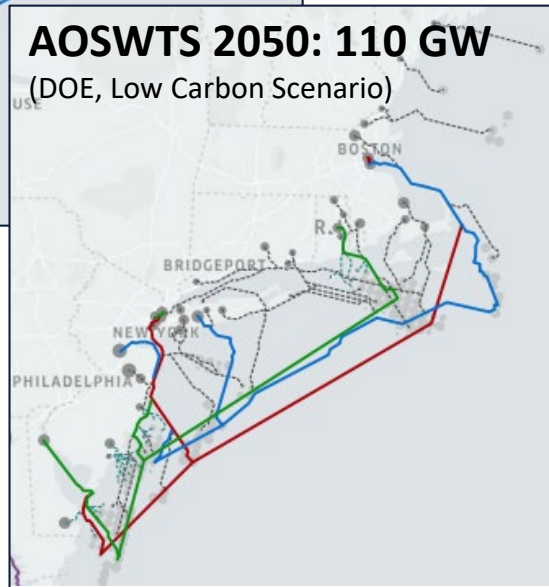 AOSWTS 2050: 110 GW
(DOE, Low Carbon Scenario)
USE
BOSTON
R.
BRIDGEPORT
NEW YORK
PHILADELPHIA